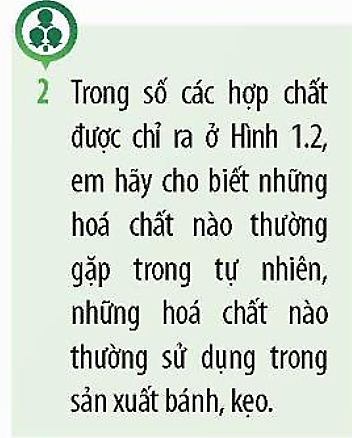 2 Trong số các hợp chất
được chỉ ra ở Hình 1.2,
em hãy cho biết những
hoá chất nào thường
gặp trong tự nhiên,
những hoá chất nào
thường sử dụng trong
sản xuất bánh, kẹo.